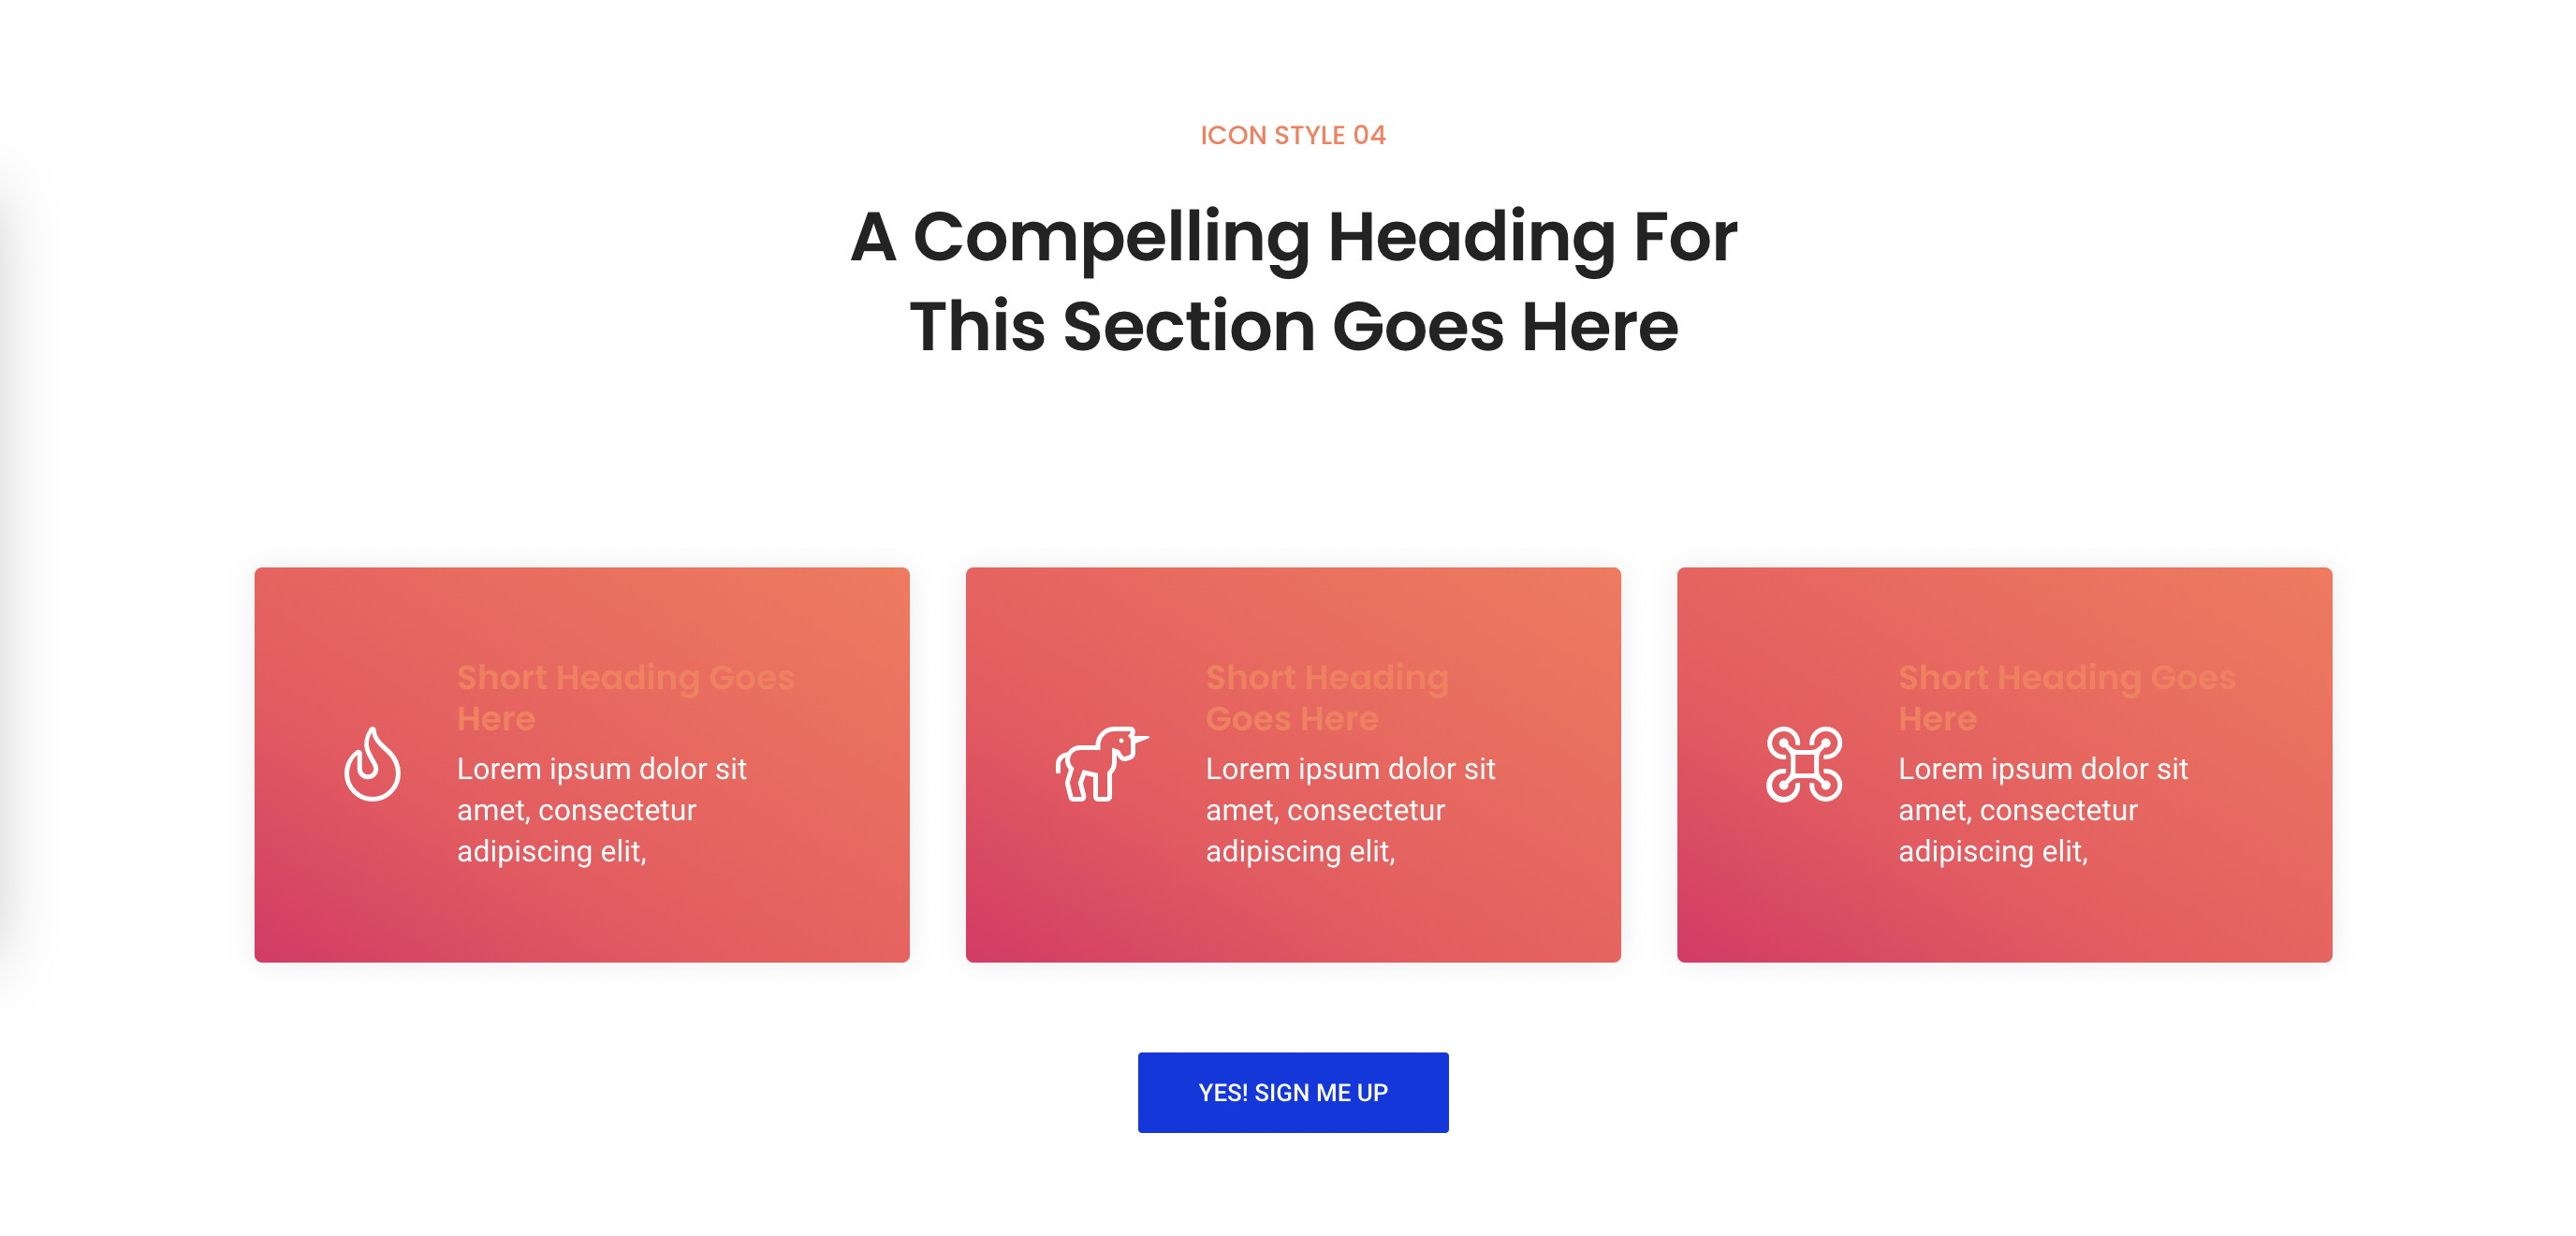 ICON STYLE 04
A Compelling Heading For
This Section Goes Here
Short Heading Goes
Here
Lorem ipsum dolor sit
amet, consectetur
adipiscing elit,
Short Heading
Goes Here
Lorem ipsum dolor sit
amet, consectetur
adipiscing elit,
Short Heading Goes
Here
Lorem ipsum dolor sit
amet, consectetur
adipiscing elit,
YES! SIGN ME UP